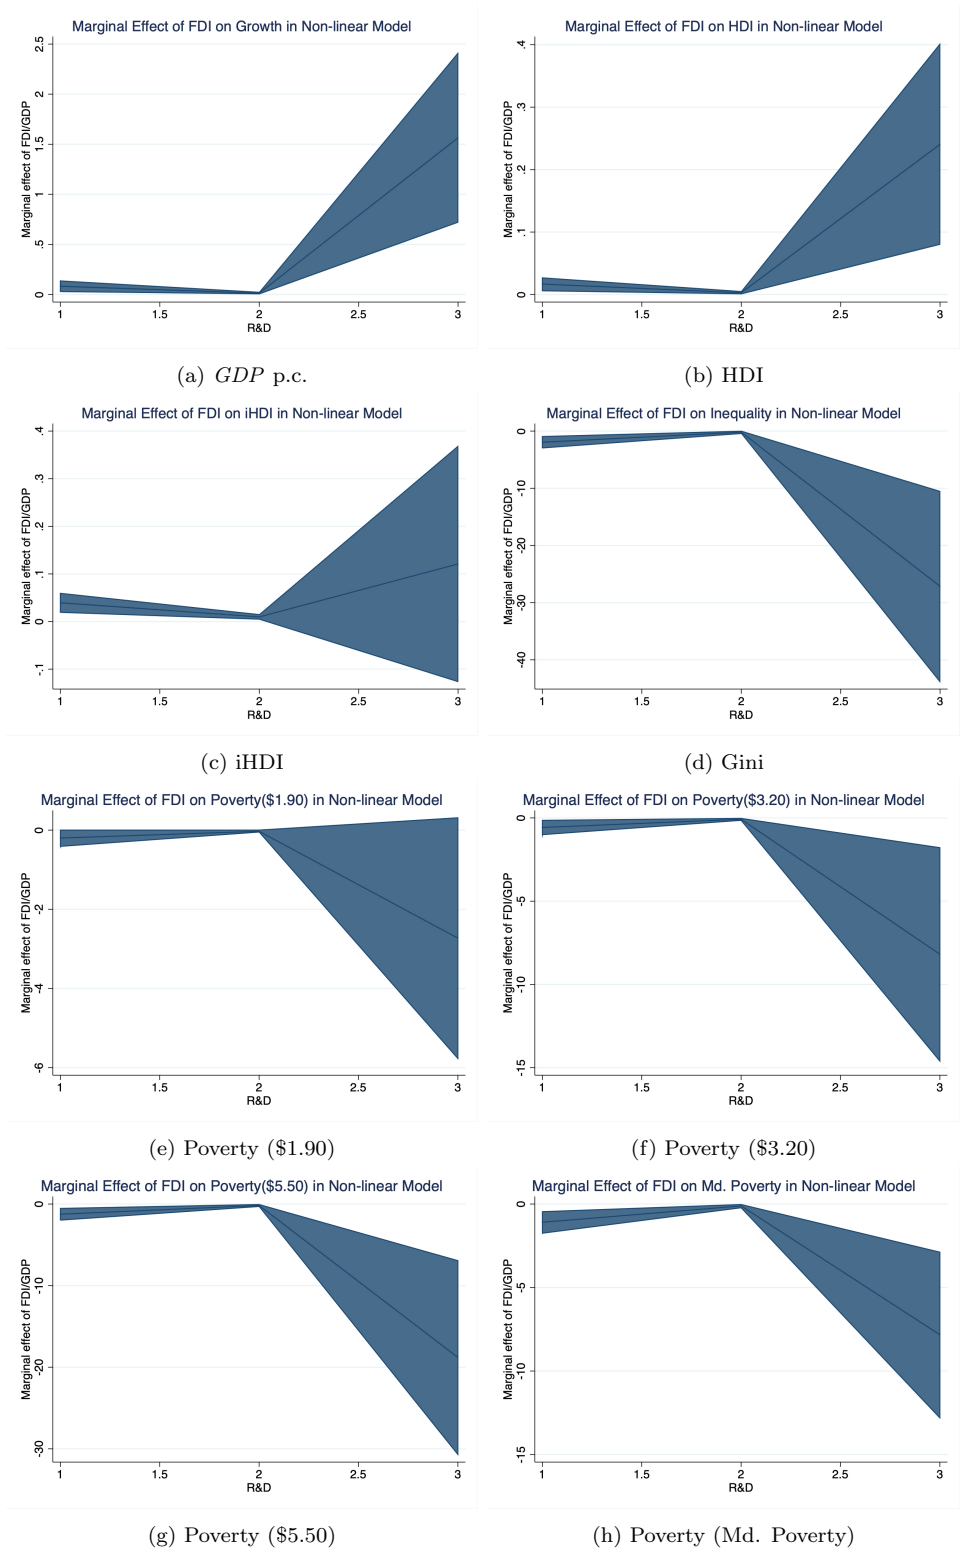 Marginal Effect of FDI on Growth in Non-linear Model
Marginal effect of FDI/GDP
2.5
2
1.5
1
.5
0
1 1.5 2 2.5 3
R&D
(a) GDP p.c.
Marginal Effect of FDI on HDI in Non-linear Model
Marginal effect of FDI/GDP
.4
.3
.2
.1
0
1 1.5 2 2.5 3
R&D
(b) HDI
Marginal Effect of FDI on iHDI in Non-linear Model
Marginal effect of FDI/GDP
.4
.3
.2
.1
0
-.1
1 1.5 2 2.5 3
R&D
(c) iHDI
Marginal Effect of FDI on Inequality in Non-linear Model
Marginal effect of FDI/GDP
0
-10
-20
-30
-40
1 1.5 2 2.5 3
R&D
(d) Gini
Marginal Effect of FDI on Poverty($1.90) in Non-linear Model
Marginal effect of FDI/GDP
0
-2
-4
-6
1 1.5 2 2.5 3
R&D
(e) Poverty ($1.90)
Marginal Effect of FDI on Poverty($3.20) in Non-linear Model
Marginal effect of FDI/GDP
0
-5
-10
-15
1 1.5 2 2.5 3
R&D
(f) Poverty ($3.20)
Marginal Effect of FDI on Poverty($5.50) in Non-linear Model
Marginal effect of FDI/GDP
0
-10
-20
-30
1 1.5 2 2.5 3
R&D
(g) Poverty ($5.50)
Marginal Effect of FDI on Md. Poverty in Non-linear Model
Marginal effect of FDI/GDP
0
-5
-10
-15
1 1.5 2 2.5 3
R&D
(h) Poverty (Md. Poverty)